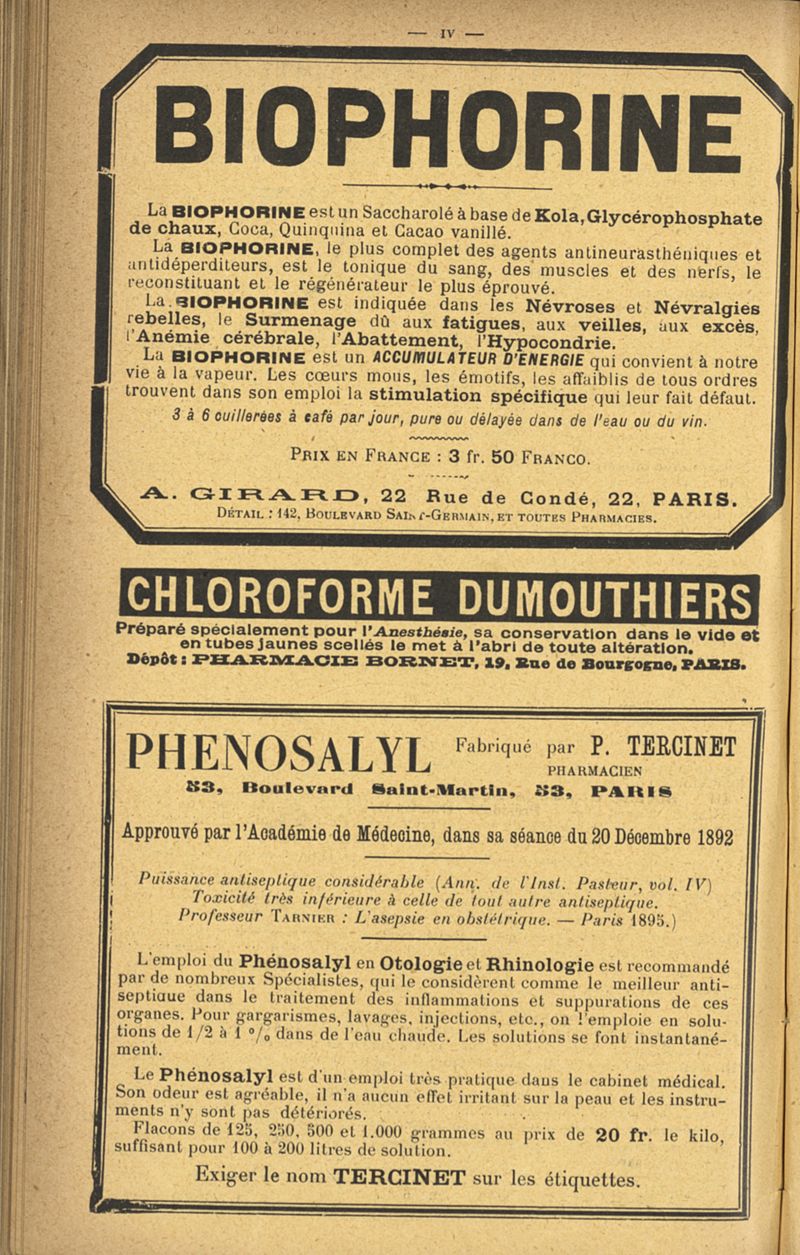 — IV —
BIOPHORINE
La BIOPHORINE est un Saccharolé à base de Kola, Glycérophosphate
de chaux, Coca, Quinquina et Cacao vanillé.
La BIOPHORINE, le plus complet des agents antineurasthéniques et
antidéperditeurs, est le tonique du sang, des muscles et des nerfs, le
reconstituant et le régénérateur le plus éprouvé.
La BIOPHORINE est indiquée dans les Névroses et Névralgies
rebelles, le Surmenage dû aux fatigues, aux veilles, aux excès,
l'Anémie cérébrale, l'Abattement, l'Hypocondrie.
La BIOPHORINE est un ACCUMULATEUR D'ÉNERGIE qui convient à notre
vie à la vapeur. Les cœurs mous, les émotifs, les affaiblis de tous ordres
trouvent dans son emploi la stimulation spécifique qui leur fait défaut.
3 à 6 cuillerées à café par jour, pure ou délayée dans de l'eau ou du vin.
PRIX EN FRANCE : 3 fr. 50 FRANCO.
A. GIRARD, 22 Rue de Condé, 22, PARIS.
DÉTAIL : 142, BOULEVARD SAINT-GERMAIN, ET TOUTES PHARMACIES.
CHLOROFORME DUMOUTHIERS
Préparé spécialement pour l'Anesthésie, sa conservation dans le vide et
en tubes jaunes scellés le met à l'abri de toute altération.
Dépôt : PHARMACIE BORNET, 19, Rue de Bourgogne, PARIS.
PHENOSALYL Fabriqué par P. TERCINET
PHARMACIEN
53, Boulevard Saint-Martin, 53, PARIS
Approuvé par l'Académie de Médecine, dans sa séance du 20 Décembre 1892
Puissance antiseptique considérable (Ann. de l'Inst. Pasteur, vol. IV)
Toxicité très inférieure à celle de tout autre antiseptique.
Professeur TARNIER : L'asepsie en obstétrique. — Paris 1895.)
L'emploi du Phénosalyl en Otologie et Rhinologie est recommandé
par de nombreux Spécialistes, qui le considèrent comme le meilleur anti-
septique dans le traitement des inflammations et suppurations de ces
organes. Pour gargarismes, lavages, injections, etc., on l'emploie en solu-
tions de 1/2 à 1 % dans de l'eau chaude. Les solutions se font instantané-
ment.
Le Phénosalyl est d'un emploi très pratique dans le cabinet médical.
Son odeur est agréable, il n'a aucun effet irritant sur la peau et les instru-
ments n'y sont pas détériorés.
Flacons de 125, 250, 500 et 1.000 grammes au prix de 20 fr. le kilo,
suffisant pour 100 à 200 litres de solution.
Exiger le nom TERCINET sur les étiquettes.